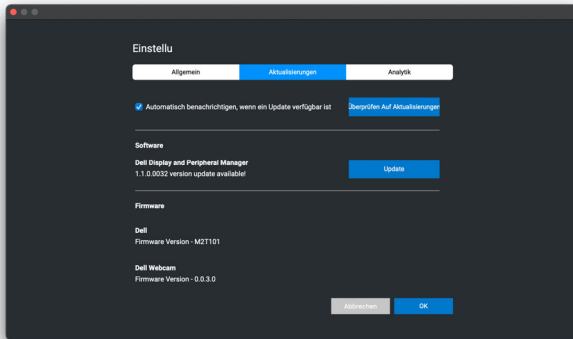 Einstellu
Allgemein
Aktualisierungen
Analytik
Automatisch benachrichtigen, wenn ein Update verfügbar ist
Überprüfen Auf Aktualisierungen
Software
Dell Display and Peripheral Manager
1.1.0.0032 version update available!
Update
Firmware
Dell
Firmware Version - M2T101
Dell Webcam
Firmware Version - 0.0.3.0
Abbrechen
OK